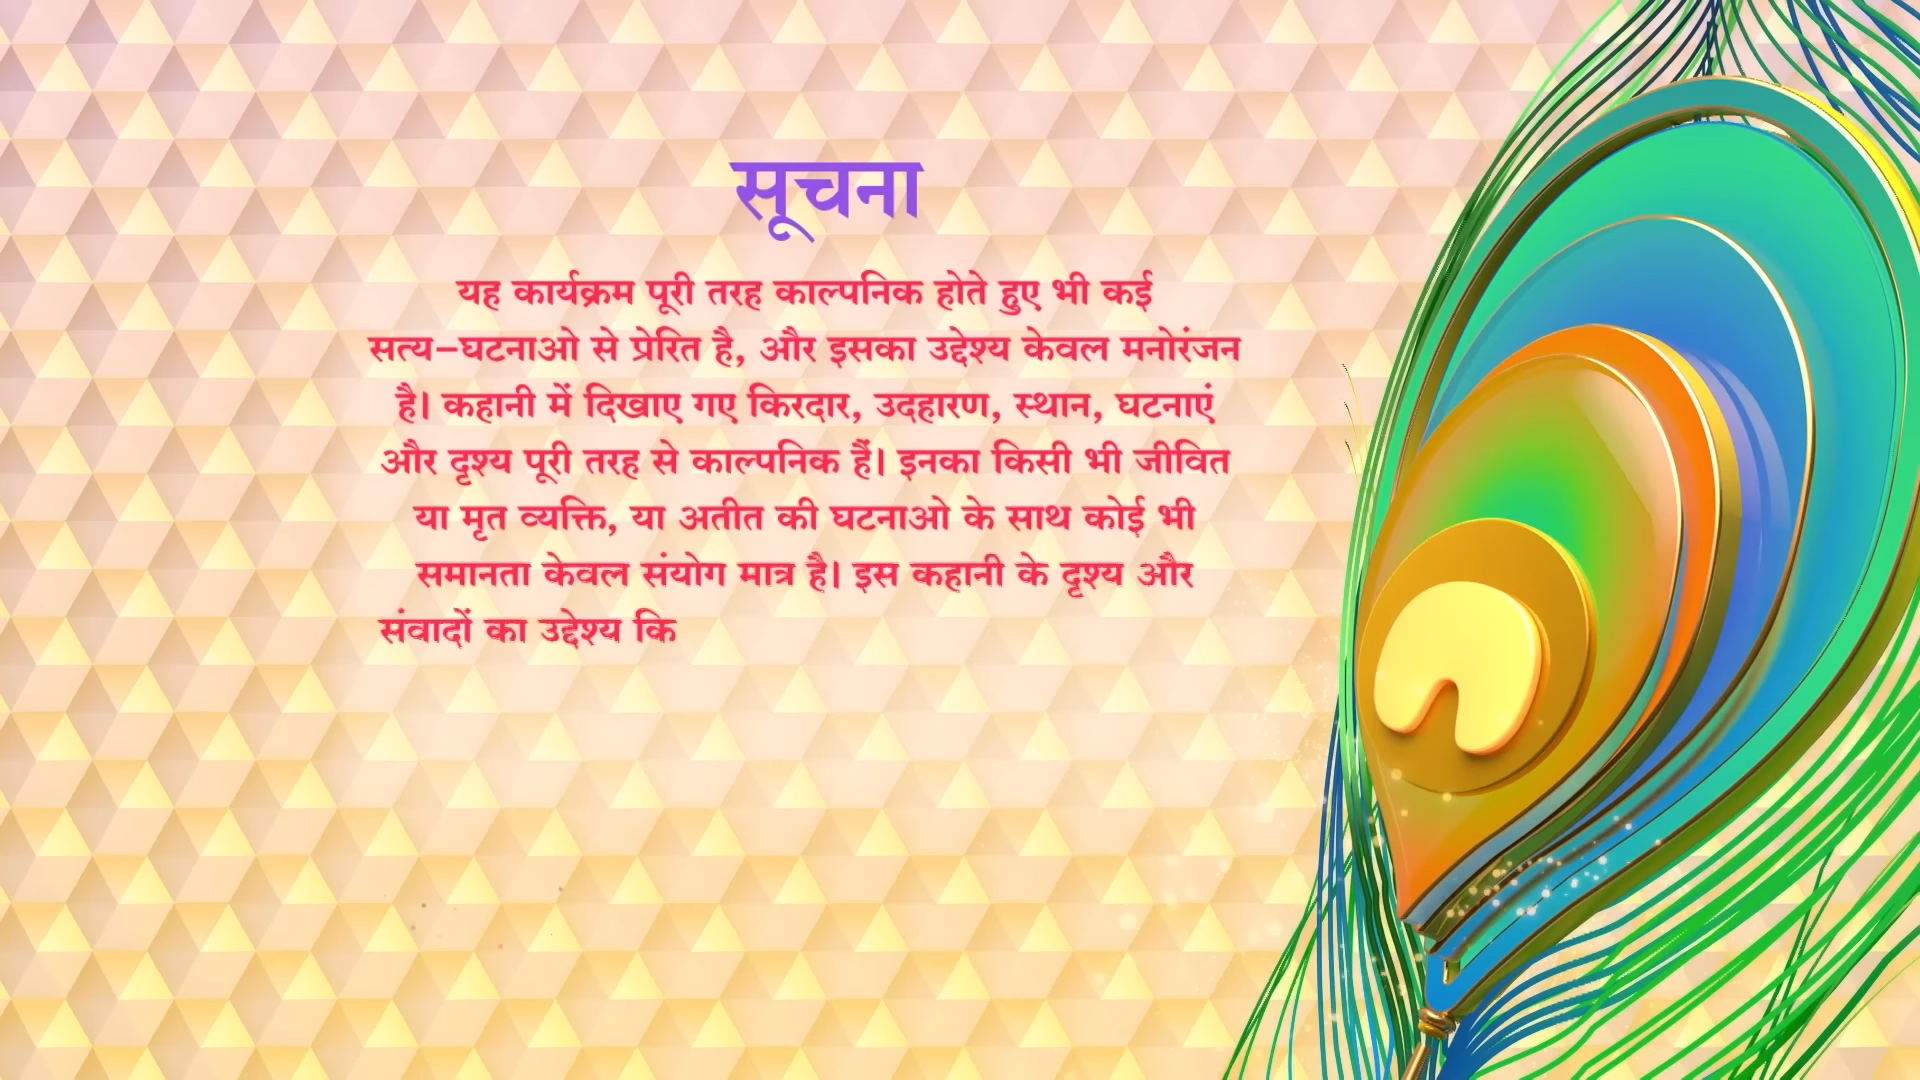 सूचना
यह कार्यक्रम पूरी तरह काल्पनिक होते हुए भी कई
सत्य-घटनाओ से प्रेरित है, और इसका उद्देश्य केवल मनोरंजन
है। कहानी में दिखाए गए किरदार, उदहारण, स्थान, घटनाएं
और दृश्य पूरी तरह से काल्पनिक हैं। इनका किसी भी जीवित
या मृत व्यक्ति, या अतीत की घटनाओ के साथ कोई भी
समानता केवल संयोग मात्र है। इस कहानी के दृश्य और
संवादों का उद्देश्य कि